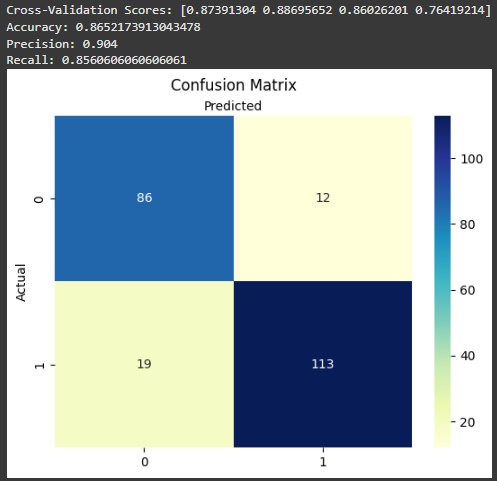 Cross-Validation Scores: [0.87391304 0.88695652 0.86026201 0.76419214]
Accuracy: 0.8652173913043478
Precision: 0.904
Recall: 0.8560606060606061
Confusion Matrix
Predicted
100
0
86
12
80
Actual
60
40
1
19
113
20
0
1